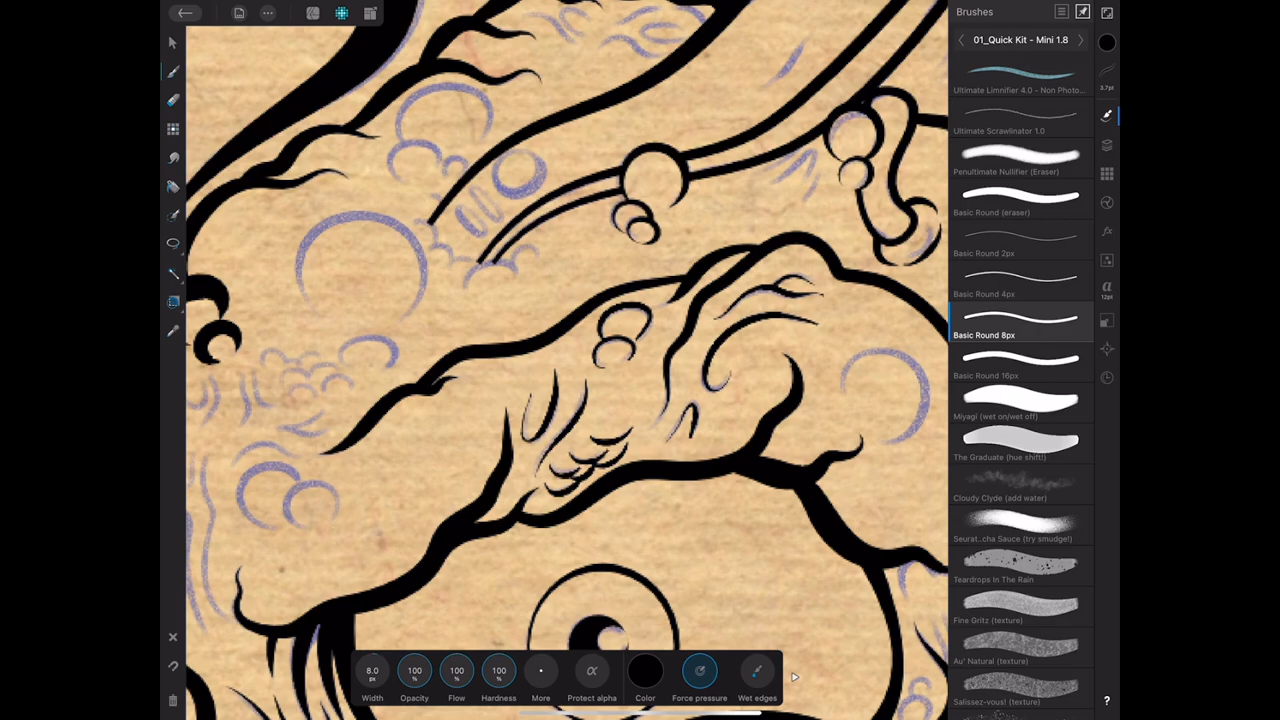 Brushes
01_Quick Kit - Mini 1.8
Ultimate Limnifier 4.0 - Non Photo...
3.7pt
Ultimate Scrawlinator 1.0
Penultimate Nullifier (Eraser)
Basic Round (eraser)
Basic Round 2px
Basic Round 4px
a
12pt
Basic Round 8px
Basic Round 16px
Miyagi (wet on/wet off)
The Graduate (hue shift!)
Cloudy Clyde (add water)
Seurat..cha Sauce (try smudge!)
Teardrops In The Rain
Fine Gritz (texture)
Au' Natural (texture)
Salissez-vous! (texture)
8.0
px
100
%
100
%
100
%
Width
Opacity
Flow
Hardness
More
Protect alpha
Color
Force pressure
Wet edges
?